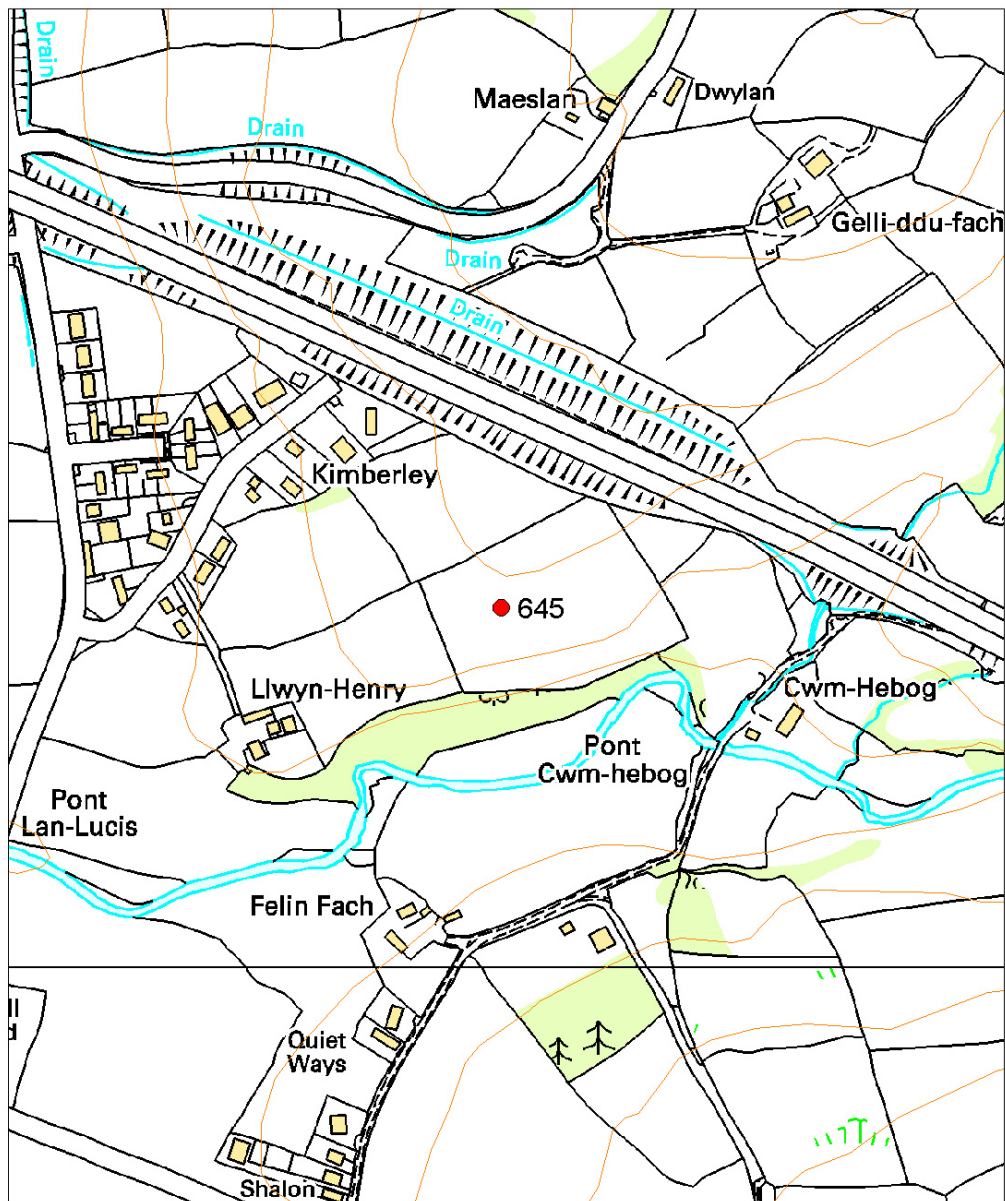 Drain
Maeslan
Dwylan
Drain
Gelli-ddu-fach
Drain
Drain
Kimberley
645
Llwyn-Henry
Cwm-Hebog
Pont
Cwm-hebog
Pont
Lan-Lucis
Felin Fach
ll
d
Quiet
Ways
Shalon